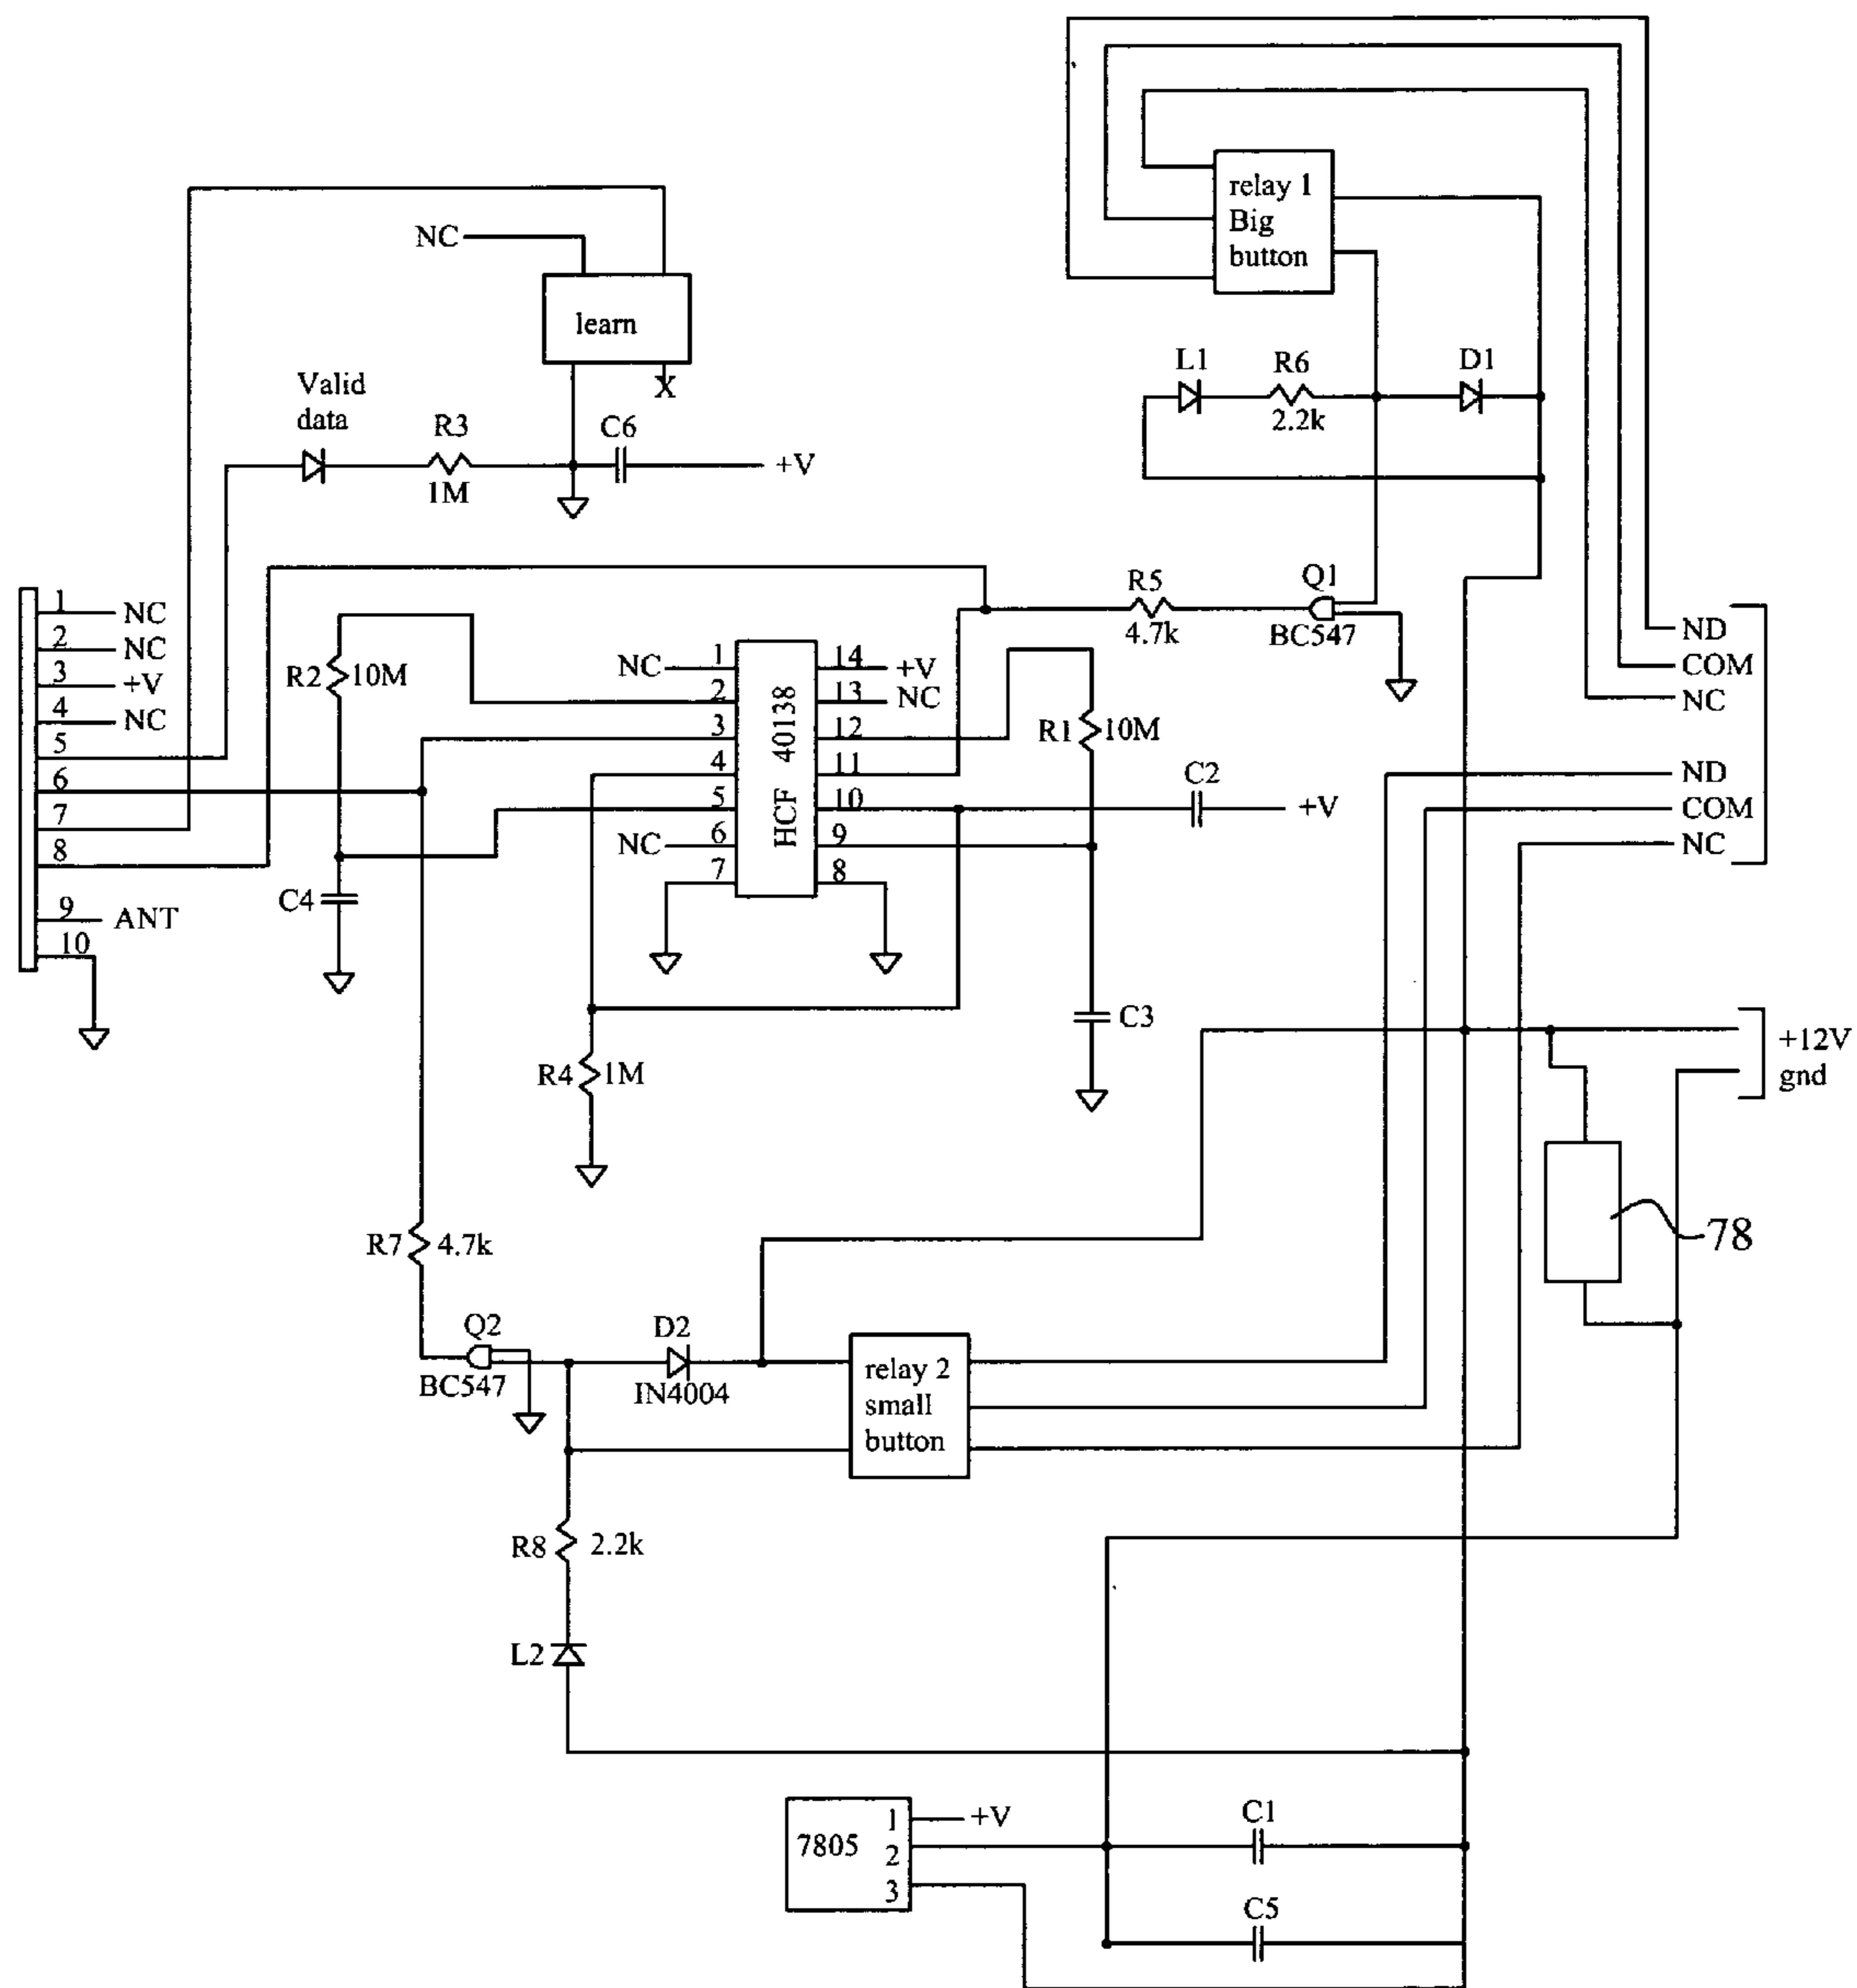 relay 1
Big
button
NC
learn
X
Valid
data
R3
1M
C6
+V
L1
R6
2.2k
D1
1
NC
2
NC
3
+V
4
NC
5
6
7
8
9
ANT
10
R2
10M
C4
NC
1
2
3
4
5
NC
6
7
HCF 40138
14
+V
13
NC
12
11
10
9
8
R5
4.7k
Q1
BC547
R1
10M
C2
+V
C3
R4
1M
ND
COM
NC
ND
COM
NC
+12V
gnd
78
R7
4.7k
Q2
BC547
D2
IN4004
relay 2
small
button
R8
2.2k
L2
7805
1
+V
2
3
C1
C5